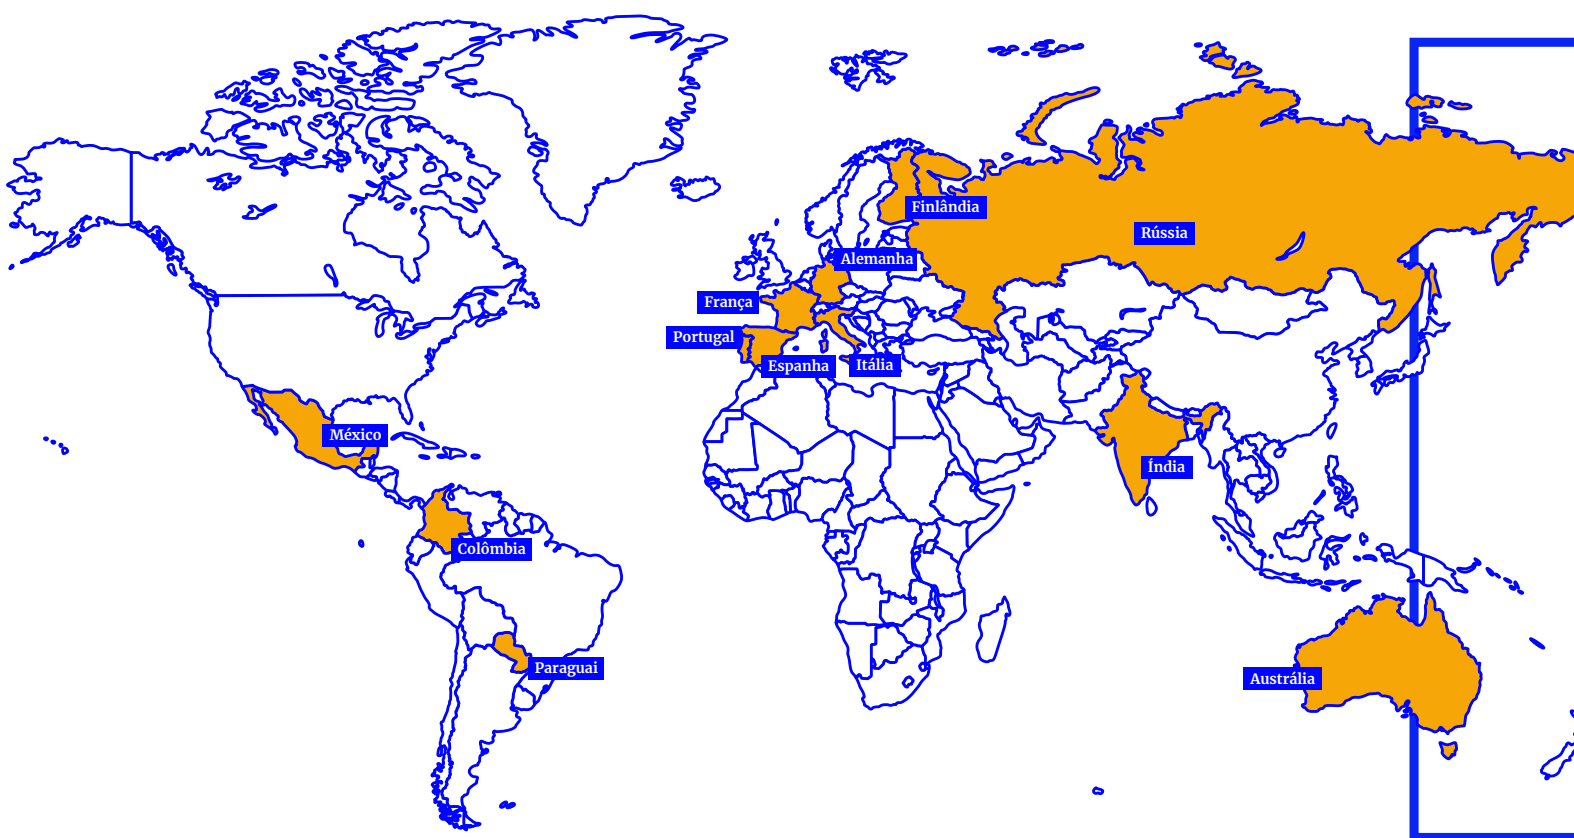 Finlândia
Rússia
Alemanha
França
Portugal
Espanha
Itália
México
Índia
Colômbia
Paraguai
Austrália